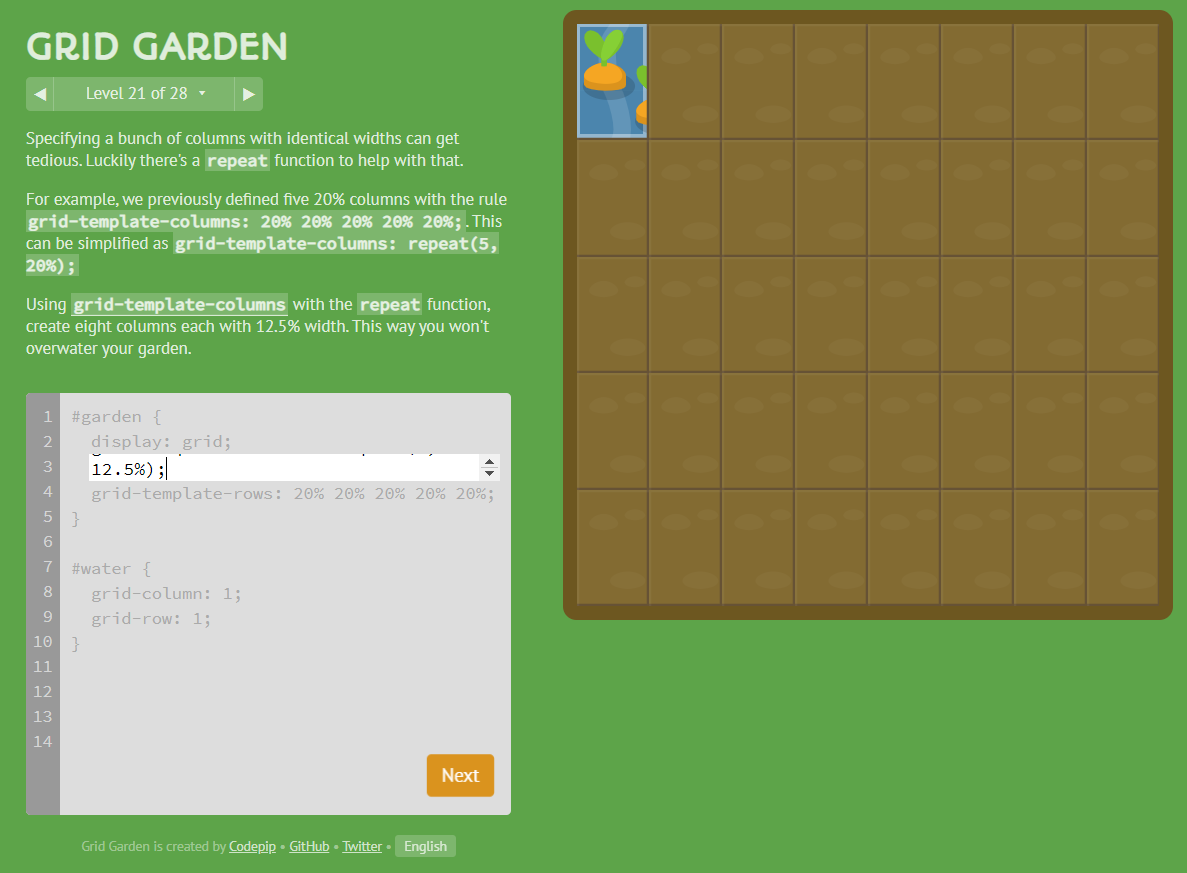 GRID GARDEN
◀ Level 21 of 28 ▾ ▶
Specifying a bunch of columns with identical widths can get
tedious. Luckily there's a repeat function to help with that.
For example, we previously defined five 20% columns with the rule
grid-template-columns: 20% 20% 20% 20% 20%;. This
can be simplified as grid-template-columns: repeat(5,
20%);
Using grid-template-columns with the repeat function,
create eight columns each with 12.5% width. This way you won't
overwater your garden.
1 #garden {
2 display: grid;
3 12.5%);
4 grid-template-rows: 20% 20% 20% 20% 20%;
5 }
6
7 #water {
8 grid-column: 1;
9 grid-row: 1;
10 }
11
12
13
14
Next
Grid Garden is created by Codepip • GitHub • Twitter • English